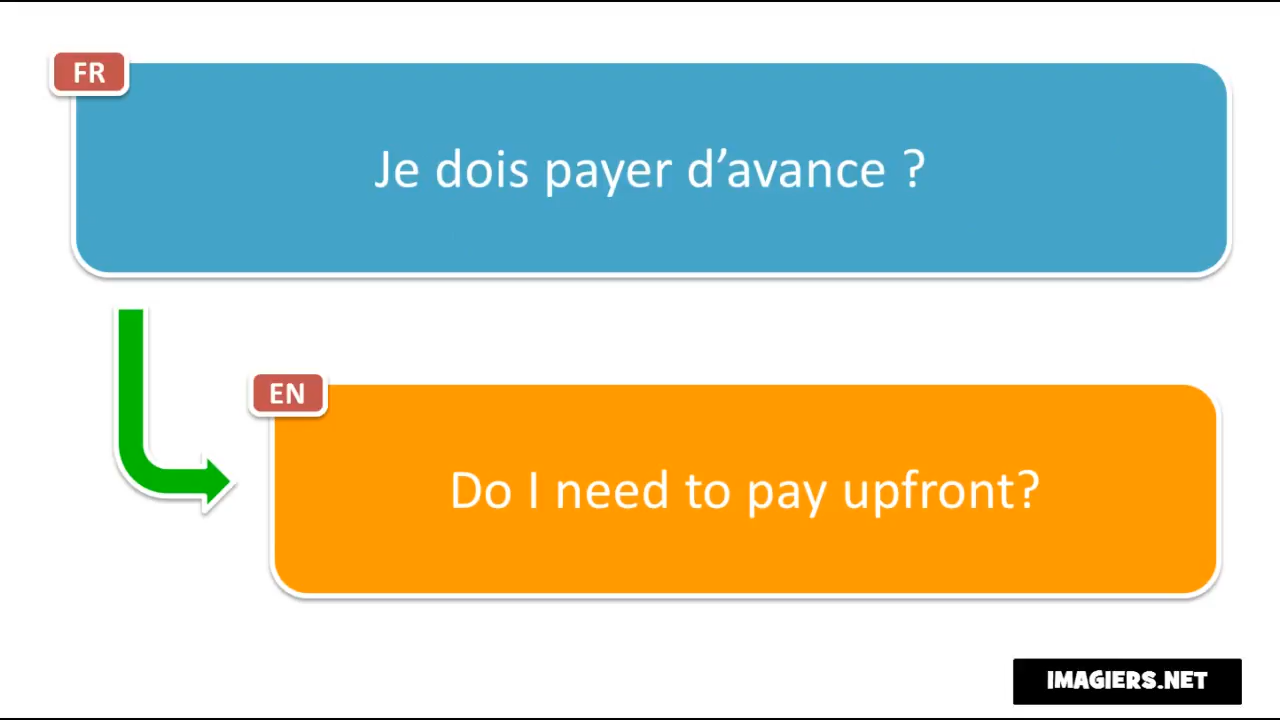 FR
Je dois payer d’avance ?
EN
Do I need to pay upfront?
IMAGIERS.NET